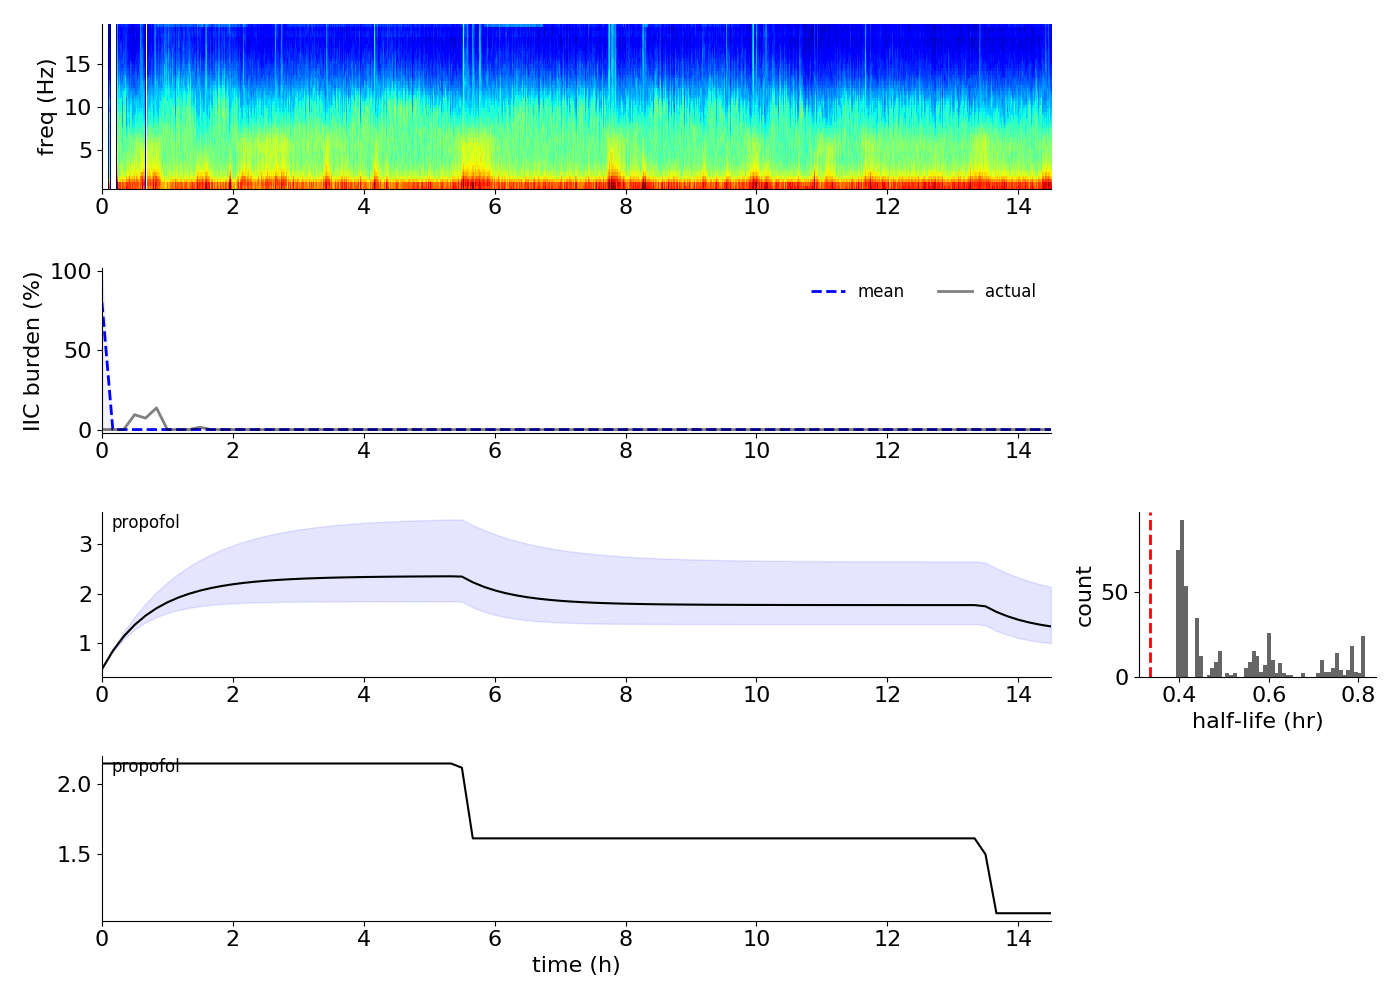 freq (Hz)
15
10
5
0 2 4 6 8 10 12 14
IIC burden (%)
100
50
0
mean actual
0 2 4 6 8 10 12 14
propofol
3
2
1
0 2 4 6 8 10 12 14
count
50
0
0.4 0.6 0.8
half-life (hr)
propofol
2.0
1.5
0 2 4 6 8 10 12 14
time (h)